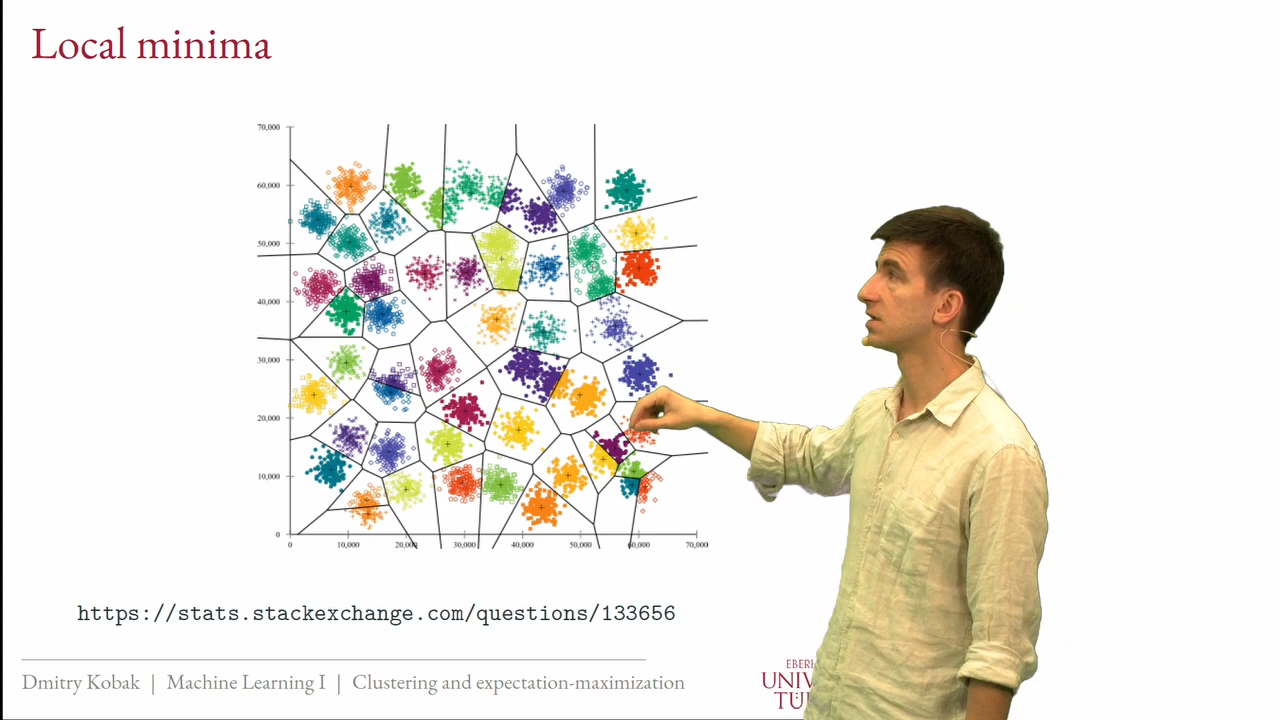 Local minima
70,000
60,000
50,000
40,000
30,000
20,000
10,000
0
0 10,000 20,000 30,000 40,000 50,000 60,000 70,000
https://stats.stackexchange.com/questions/133656
Dmitry Kobak | Machine Learning I | Clustering and expectation-maximization